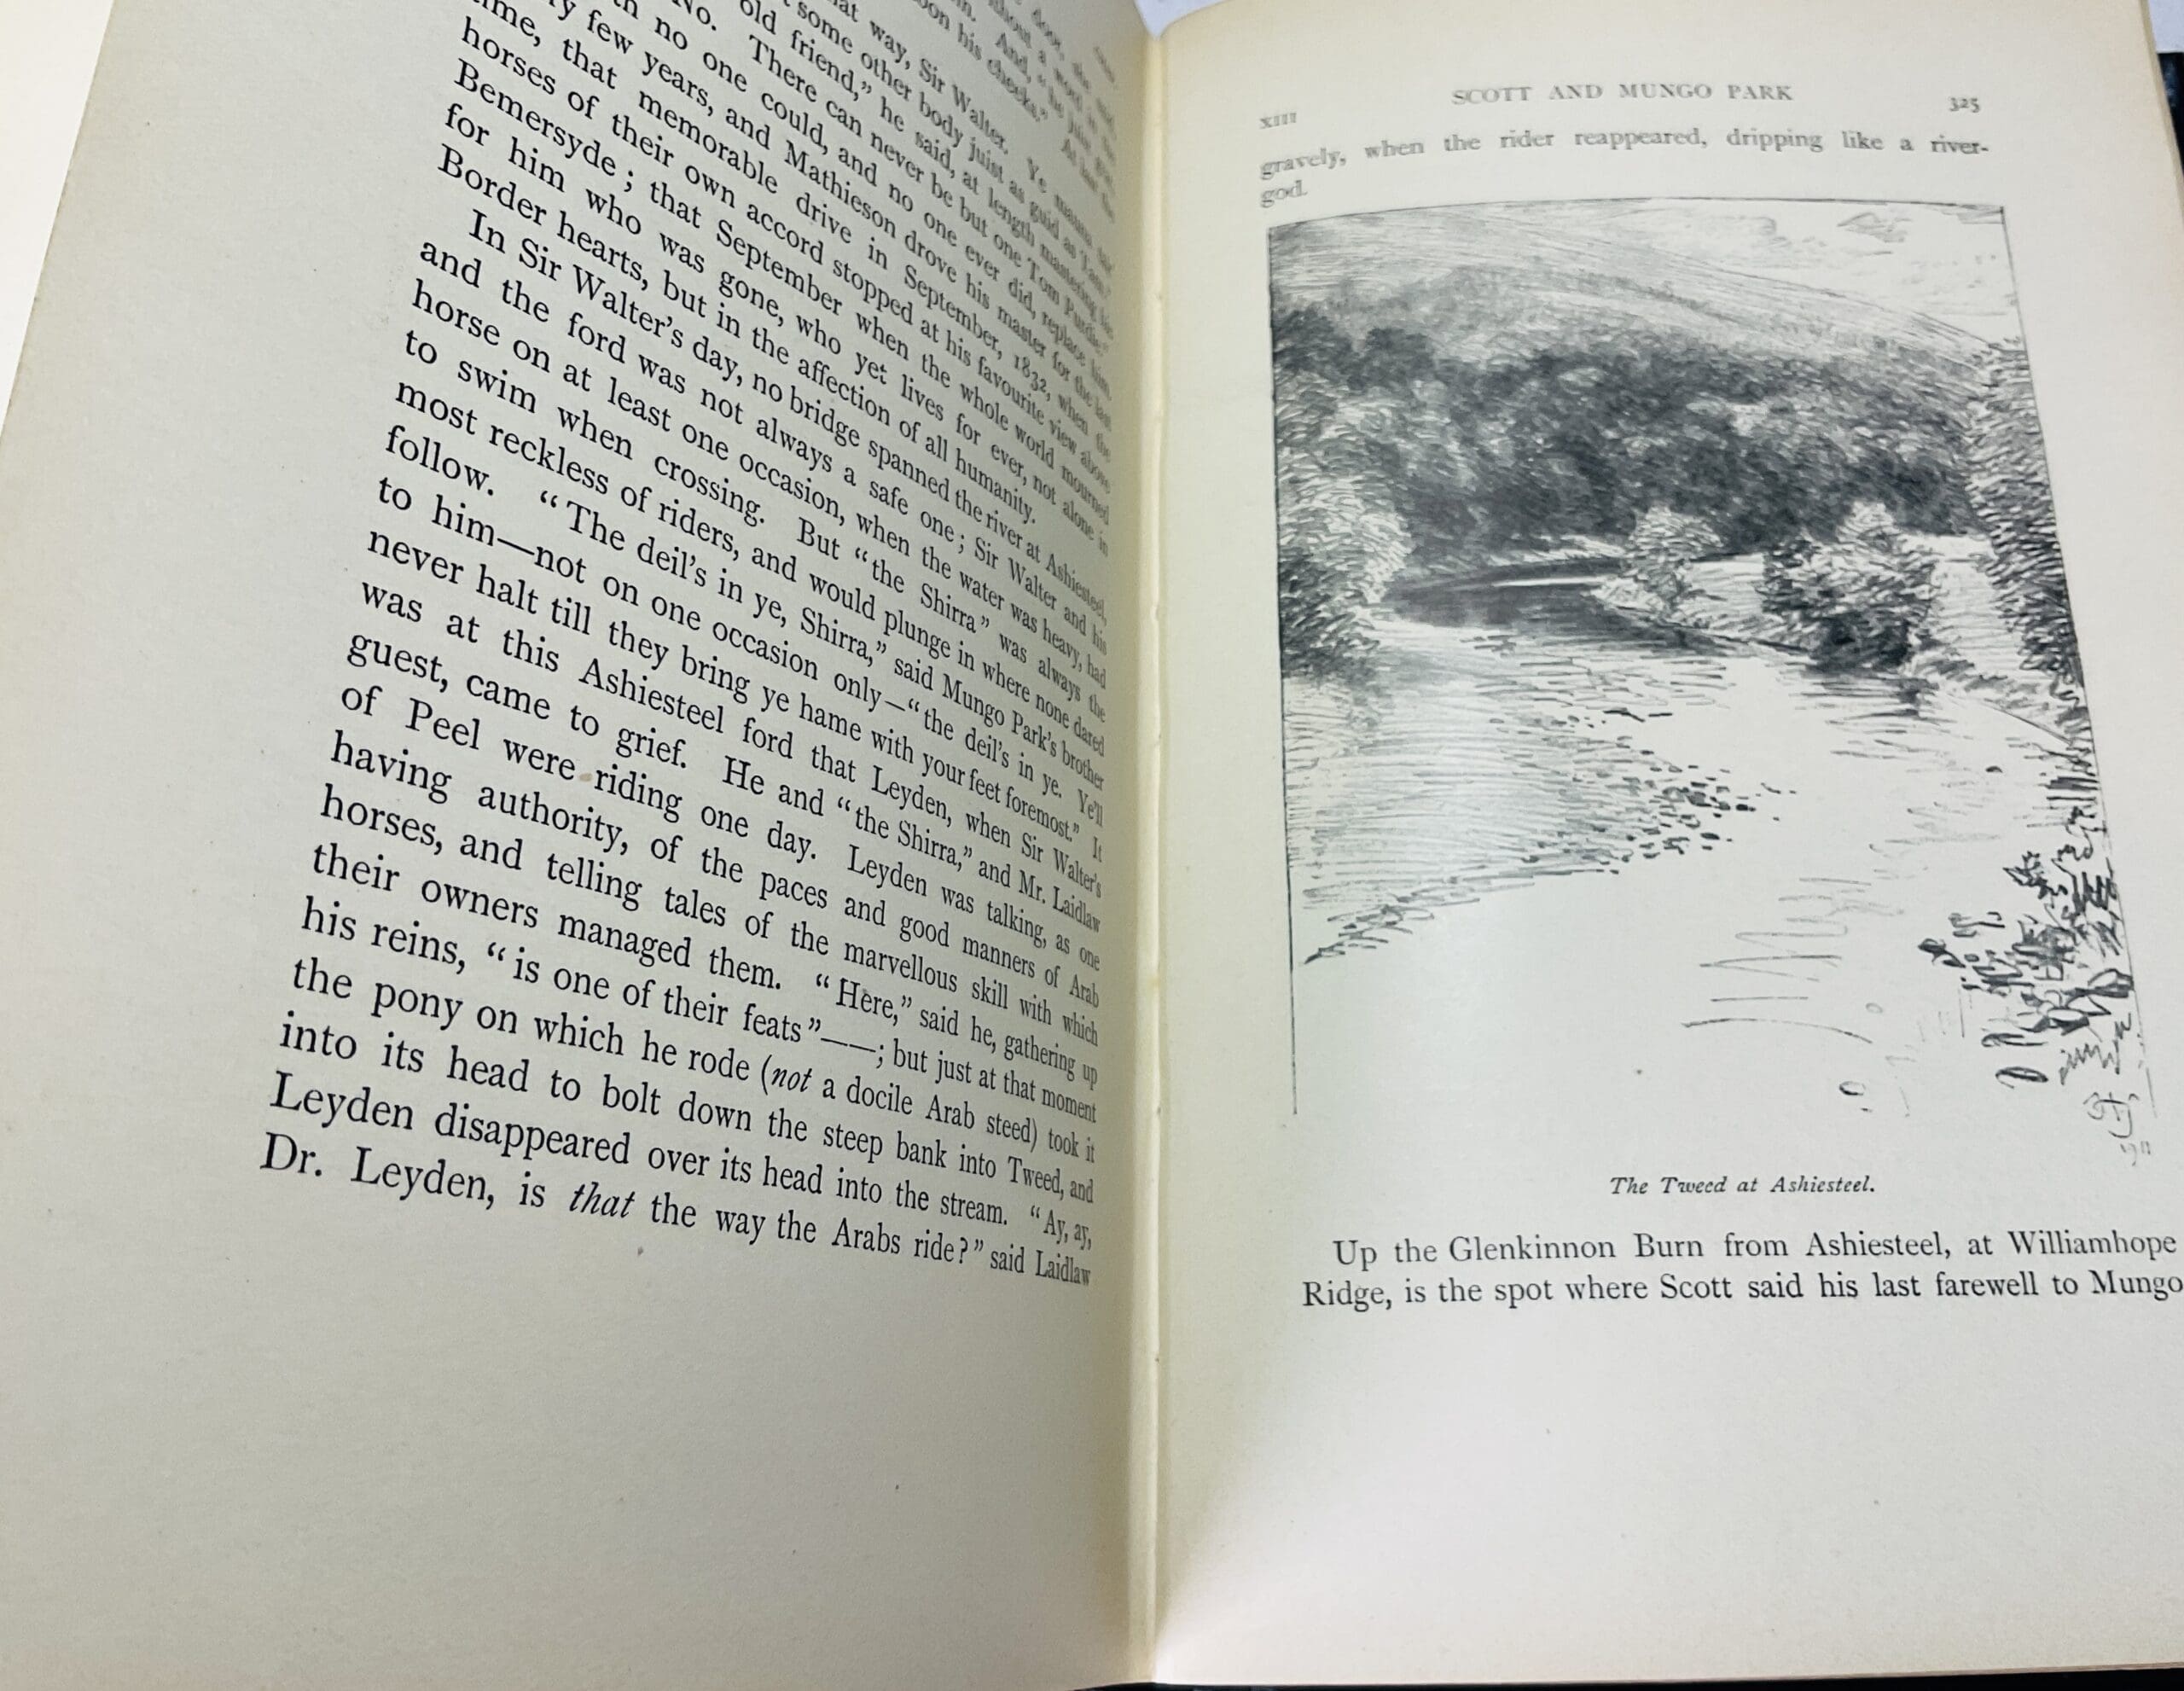 At last he
hout a word
n. And, "he
oon his cheeks."
at way, Sir Walter. Ye maunna
some other body juist as guid as Tam."
old friend," he said, at length mastering
No. There can never be but one Tom Purdie."
no one could, and no one ever did, replace him.
y few years, and Mathieson drove his master for the last
me, that memorable drive in September, 1832, when the
horses of their own accord stopped at his favourite view above
Bemersyde; that September when the whole world mourned
for him who was gone, who yet lives for ever, not alone in
Border hearts, but in the affection of all humanity.
In Sir Walter's day, no bridge spanned the river at Ashiesteel,
and the ford was not always a safe one; Sir Walter and his
horse on at least one occasion, when the water was heavy, had
to swim when crossing. But "the Shirra" was always the
most reckless of riders, and would plunge in where none dared
follow. "The deil's in ye, Shirra," said Mungo Park's brother
to him—not on one occasion only—"the deil's in ye. Ye'll
never halt till they bring ye hame with your feet foremost." It
was at this Ashiesteel ford that Leyden, when Sir Walter's
guest, came to grief. He and "the Shirra," and Mr. Laidlaw
of Peel were riding one day. Leyden was talking, as one
having authority, of the paces and good manners of Arab
horses, and telling tales of the marvellous skill with which
their owners managed them. "Here," said he, gathering up
his reins, "is one of their feats"——; but just at that moment
the pony on which he rode (not a docile Arab steed) took it
into its head to bolt down the steep bank into Tweed, and
Leyden disappeared over its head into the stream. "Ay, ay,
Dr. Leyden, is that the way the Arabs ride?" said Laidlaw
XIII SCOTT AND MUNGO PARK 325
gravely, when the rider reappeared, dripping like a river-
god.
The Tweed at Ashiesteel.
Up the Glenkinnon Burn from Ashiesteel, at Williamhope
Ridge, is the spot where Scott said his last farewell to Mungo